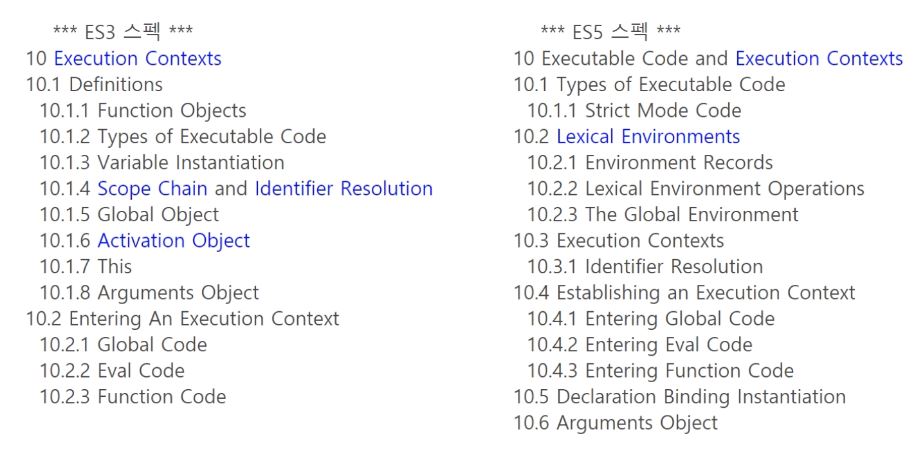 *** ES3 스펙 ***
10 Execution Contexts
10.1 Definitions
10.1.1 Function Objects
10.1.2 Types of Executable Code
10.1.3 Variable Instantiation
10.1.4 Scope Chain and Identifier Resolution
10.1.5 Global Object
10.1.6 Activation Object
10.1.7 This
10.1.8 Arguments Object
10.2 Entering An Execution Context
10.2.1 Global Code
10.2.2 Eval Code
10.2.3 Function Code
*** ES5 스펙 ***
10 Executable Code and Execution Contexts
10.1 Types of Executable Code
10.1.1 Strict Mode Code
10.2 Lexical Environments
10.2.1 Environment Records
10.2.2 Lexical Environment Operations
10.2.3 The Global Environment
10.3 Execution Contexts
10.3.1 Identifier Resolution
10.4 Establishing an Execution Context
10.4.1 Entering Global Code
10.4.2 Entering Eval Code
10.4.3 Entering Function Code
10.5 Declaration Binding Instantiation
10.6 Arguments Object